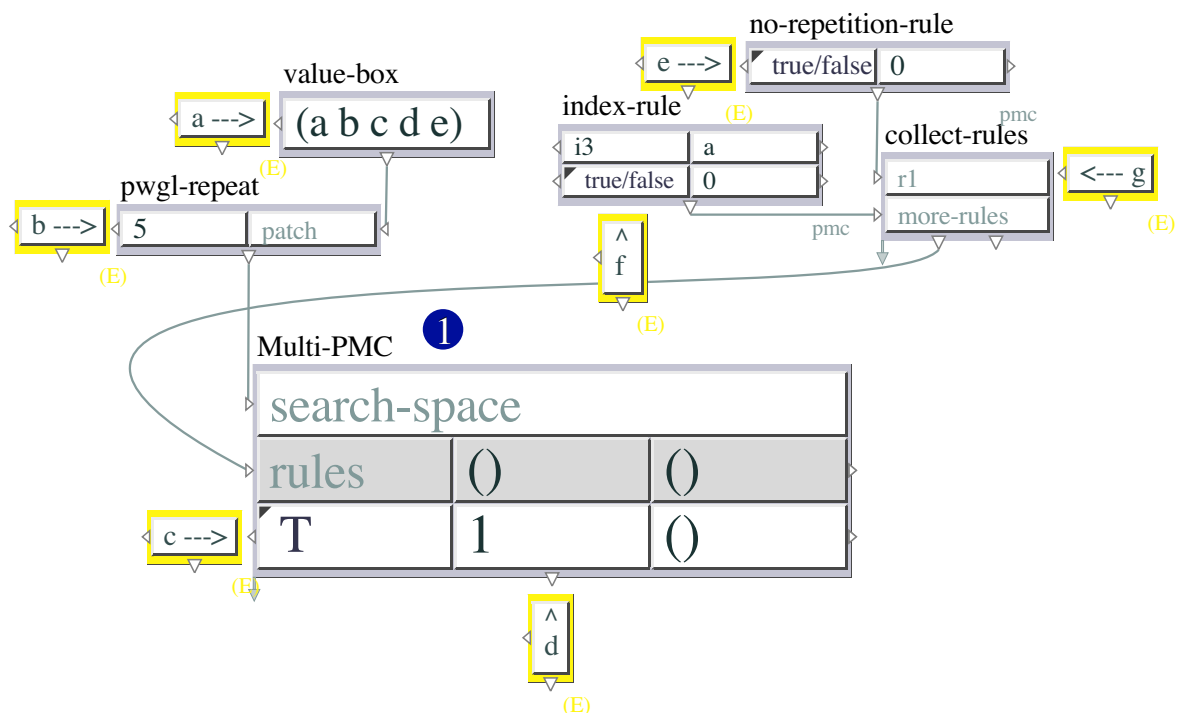 no-repetition-rule
e --->
true/false 0
(E)
value-box
a --->
(a b c d e)
(E)
index-rule
i3 a
true/false 0
pmc
pmc
collect-rules
r1
more-rules
<--- g
(E)
pwgl-repeat
b --->
5 patch
(E)
^
f
(E)
1
Multi-PMC
search-space
rules () ()
T 1 ()
c --->
(E)
^
d
(E)